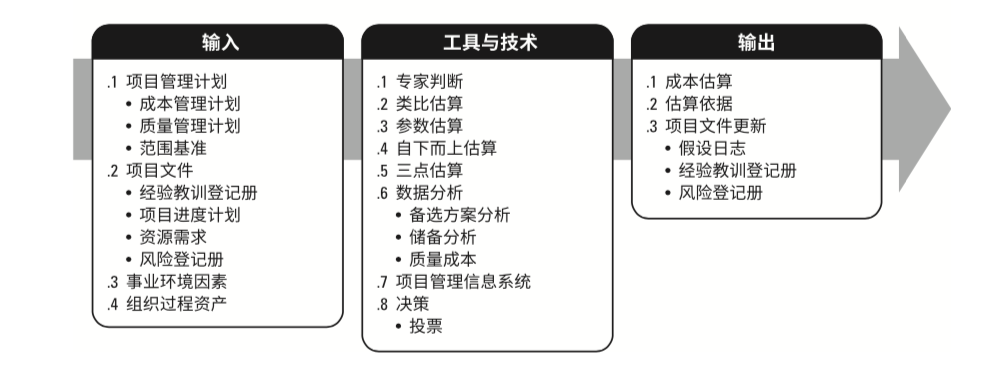 输入
.1 项目管理计划
• 成本管理计划
• 质量管理计划
• 范围基准
.2 项目文件
• 经验教训登记册
• 项目进度计划
• 资源需求
• 风险登记册
.3 事业环境因素
.4 组织过程资产
工具与技术
.1 专家判断
.2 类比估算
.3 参数估算
.4 自下而上估算
.5 三点估算
.6 数据分析
• 备选方案分析
• 储备分析
• 质量成本
.7 项目管理信息系统
.8 决策
• 投票
输出
.1 成本估算
.2 估算依据
.3 项目文件更新
• 假设日志
• 经验教训登记册
• 风险登记册